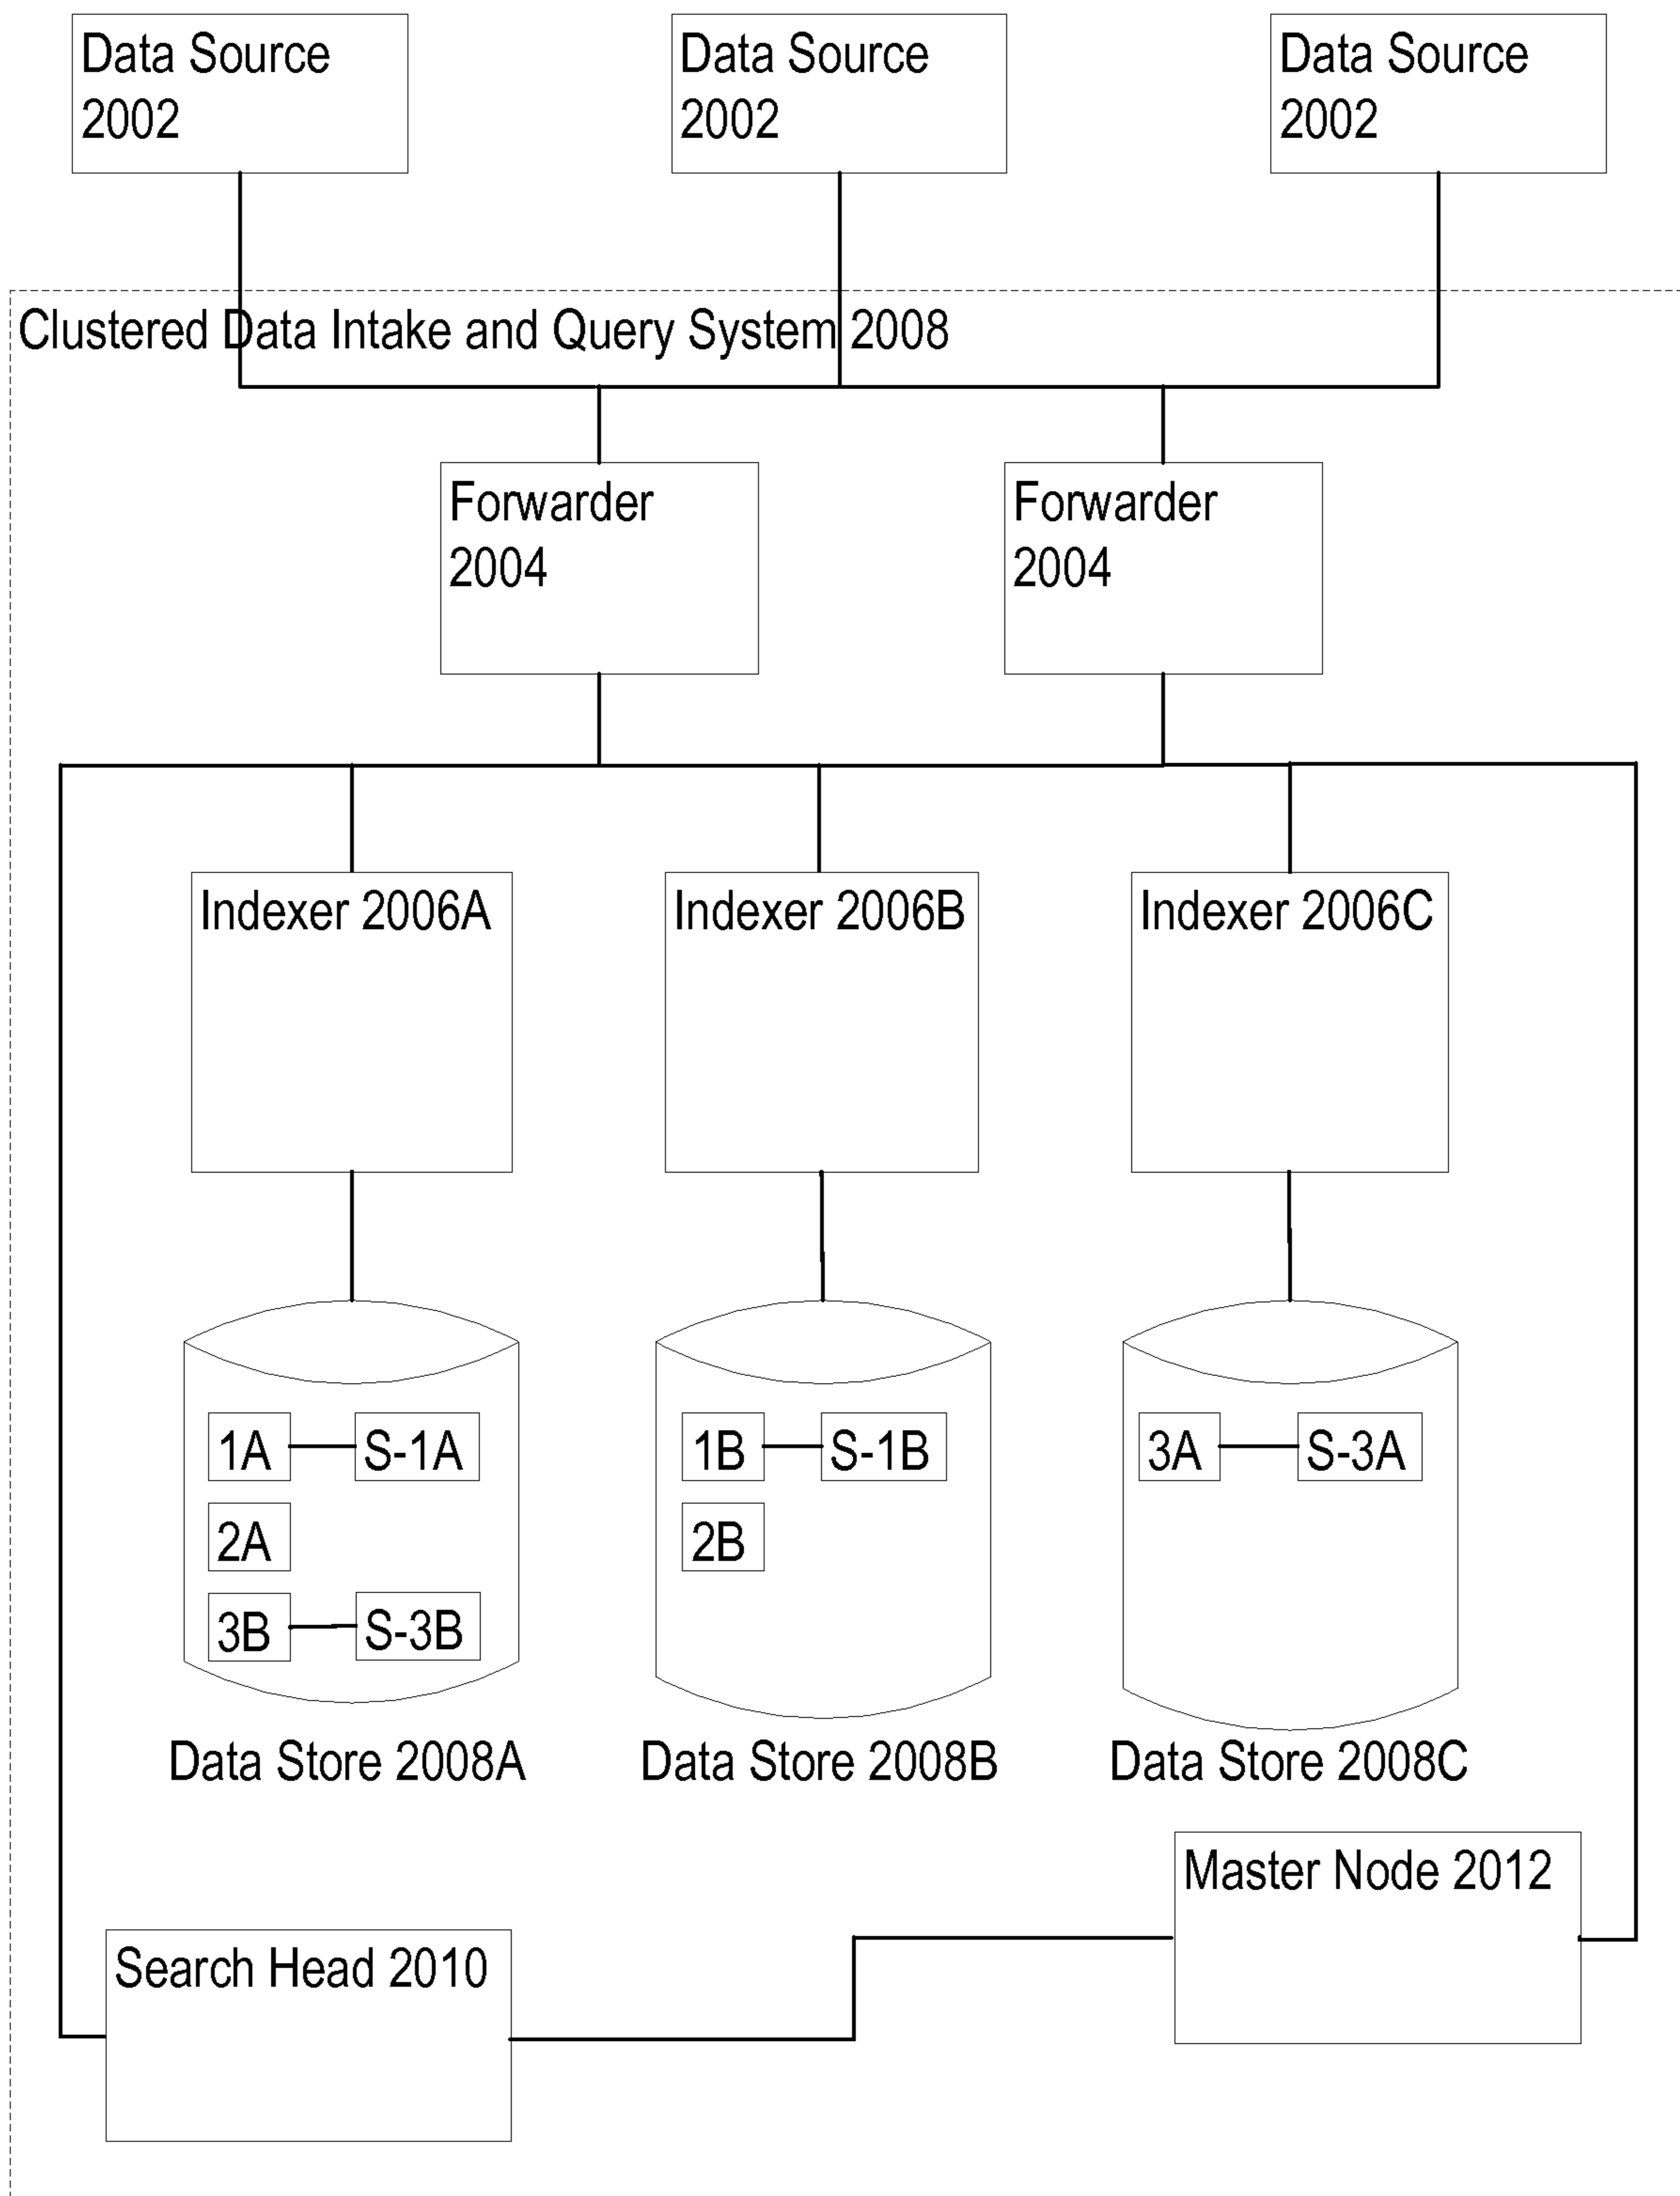 Data Source
2002
Data Source
2002
Data Source
2002
Clustered Data Intake and Query System 2008
Forwarder
2004
Forwarder
2004
Indexer 2006A
Indexer 2006B
Indexer 2006C
1A
S-1A
2A
3B
S-3B
1B
S-1B
2B
3A
S-3A
Data Store 2008A
Data Store 2008B
Data Store 2008C
Master Node 2012
Search Head 2010